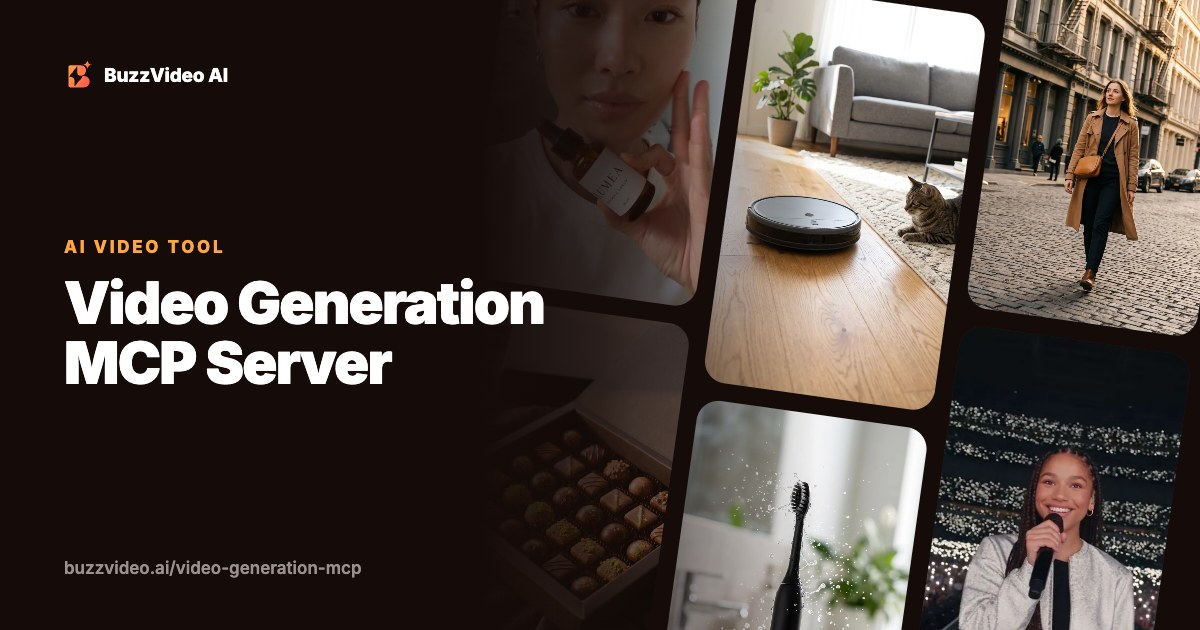 BuzzVideo AI
AI VIDEO TOOL
Video Generation
MCP Server
buzzvideo.ai/video-generation-mcp